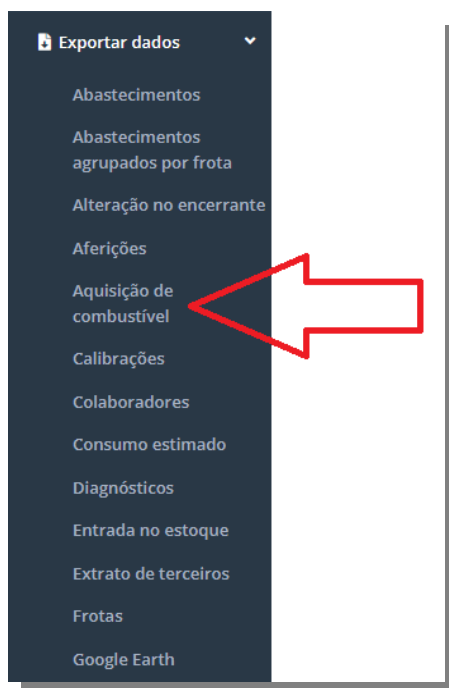 Exportar dados
Abastecimentos
Abastecimentos
agrupados por frota
Alteração no encerrante
Aferições
Aquisição de
combustível
Calibrações
Colaboradores
Consumo estimado
Diagnósticos
Entrada no estoque
Extrato de terceiros
Frotas
Google Earth